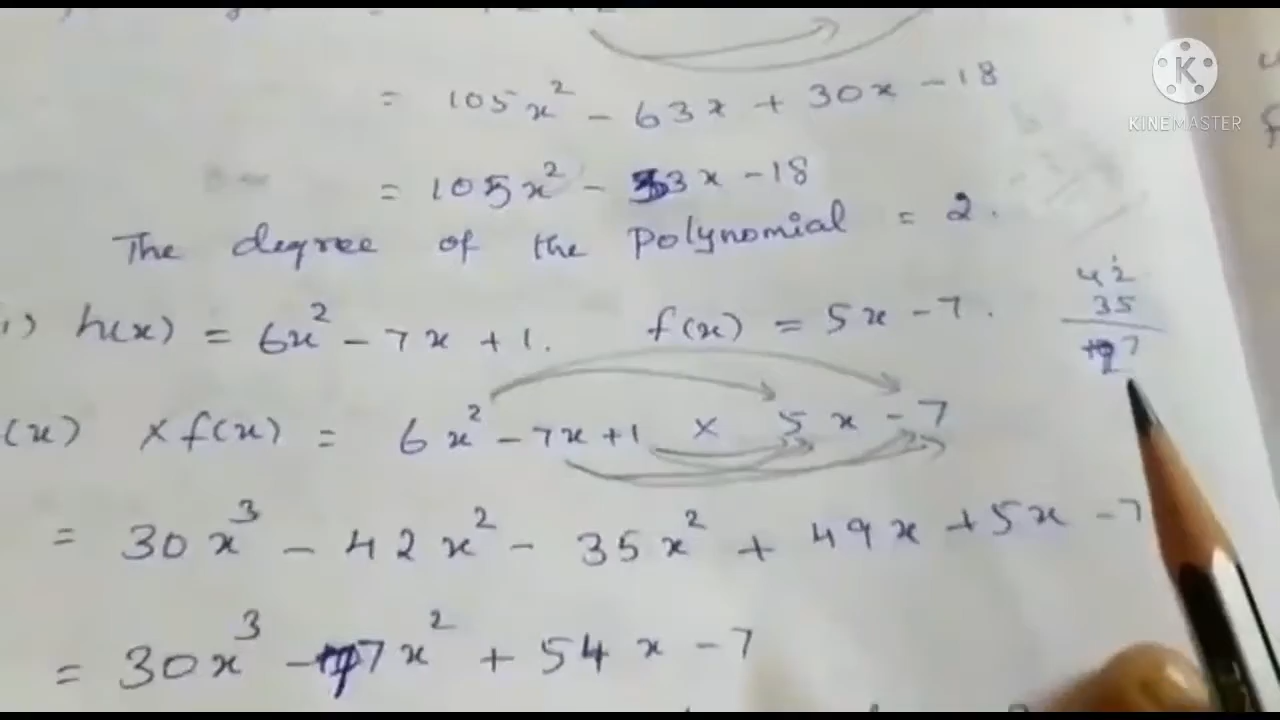 = 105x² - 63x + 30x - 18
KINEMASTER
= 105x² - 33x - 18
The degree of the polynomial = 2.
h(x) = 6x² - 7x + 1. f(x) = 5x - 7.
42
35
77
(x) × f(x) = 6x² - 7x + 1 × 5x - 7
= 30x³ - 42x² - 35x² + 49x + 5x - 7
= 30x³ - 77x² + 54x - 7